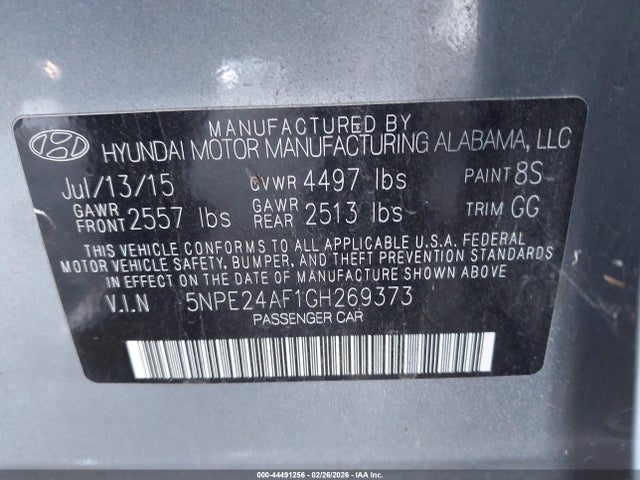 MANUFACTURED BY
HYUNDAI MOTOR MANUFACTURING ALABAMA, LLC
Jul/13/15 GVWR 4497 lbs PAINT 8S
GAWR FRONT 2557 lbs GAWR REAR 2513 lbs TRIM GG
THIS VEHICLE CONFORMS TO ALL APPLICABLE U.S.A. FEDERAL
MOTOR VEHICLE SAFETY, BUMPER, AND THEFT PREVENTION STANDARDS
IN EFFECT ON THE DATE OF MANUFACTURE SHOWN ABOVE
V.I.N 5NPE24AF1GH269373
PASSENGER CAR
000-44491256 - 02/26/2026 - IAA Inc.